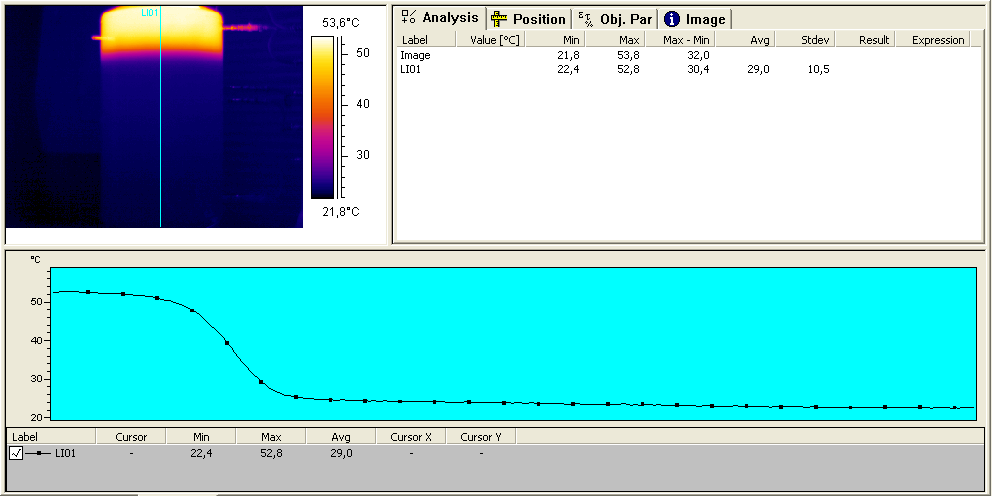 LI01
53,6°C
50
40
30
21,8°C
Analysis Position Obj. Par Image
Label Value [°C] Min Max Max - Min Avg Stdev Result Expression
Image 21,8 53,8 32,0
LI01 22,4 52,8 30,4 29,0 10,5
°C
50
40
30
20
Label Cursor Min Max Avg Cursor X Cursor Y
LI01 - 22,4 52,8 29,0 - -